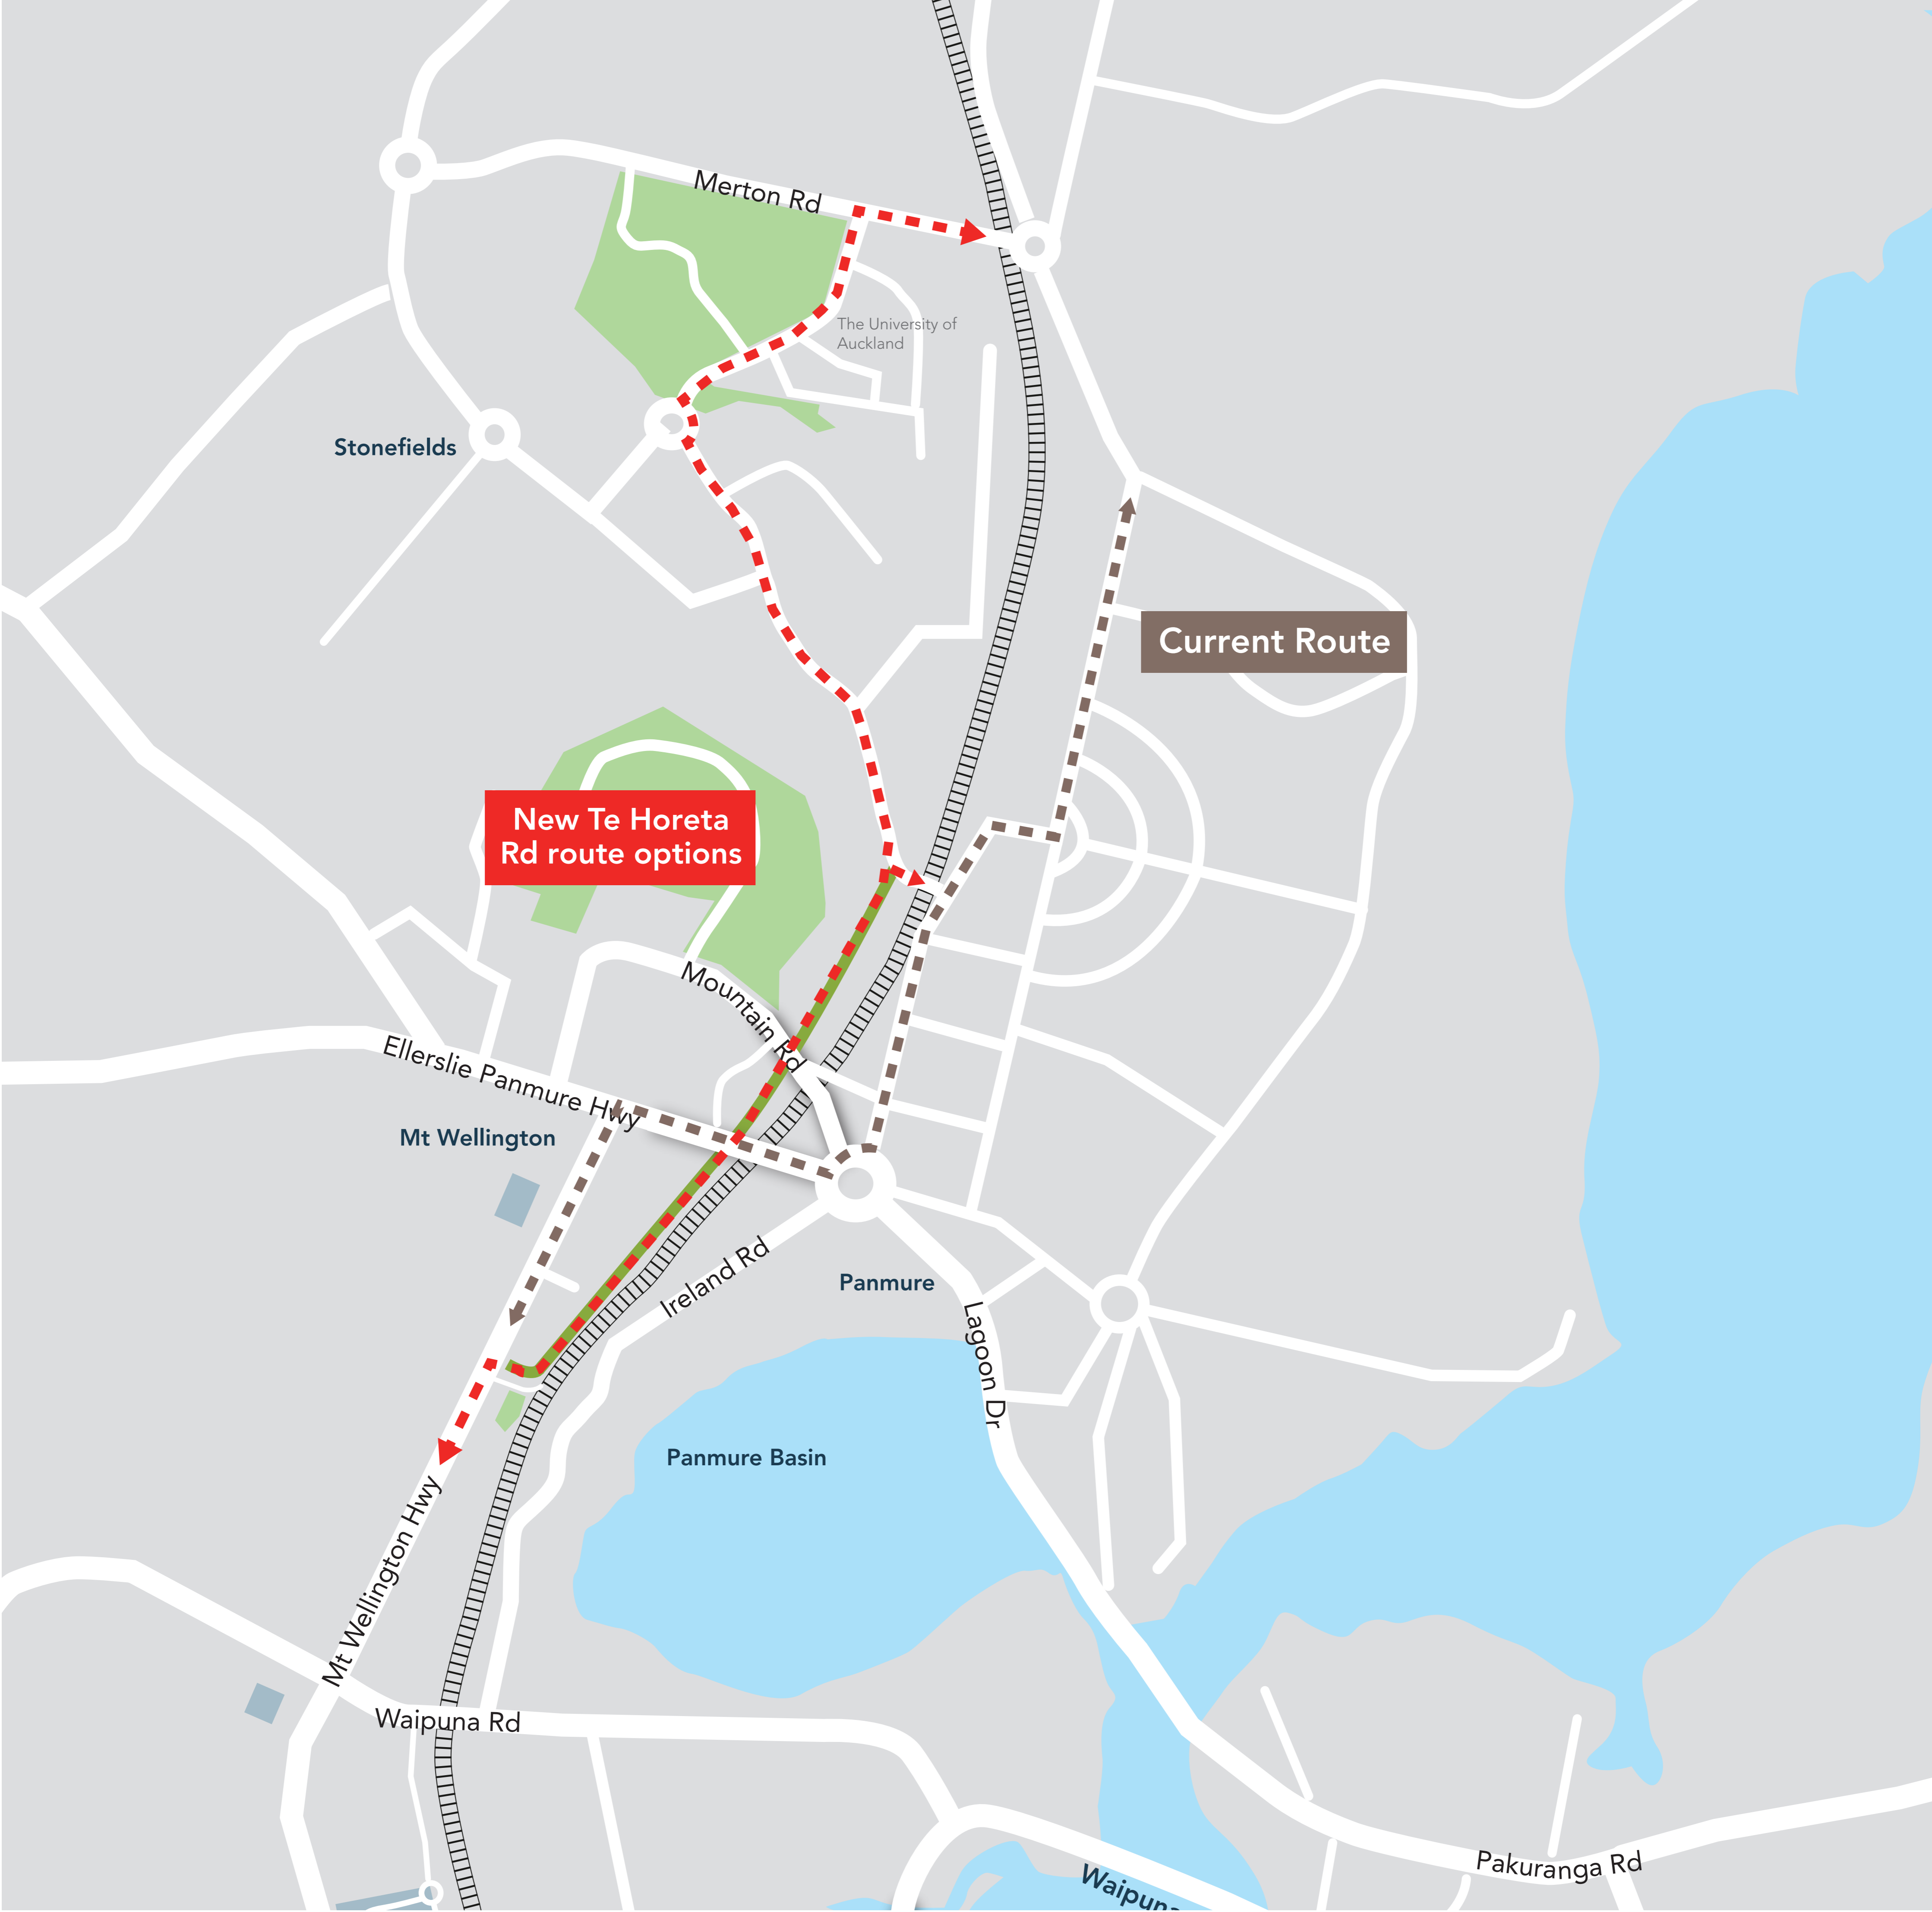 Merton Rd
The University of
Auckland
Stonefields
Current Route
New Te Horeta
Rd route options
Mountain Rd
Ellerslie Panmure Hwy
Mt Wellington
Ireland Rd
Panmure
Lagoon Dr
Panmure Basin
Mt Wellington Hwy
Waipuna Rd
Pakuranga Rd
Waipuna